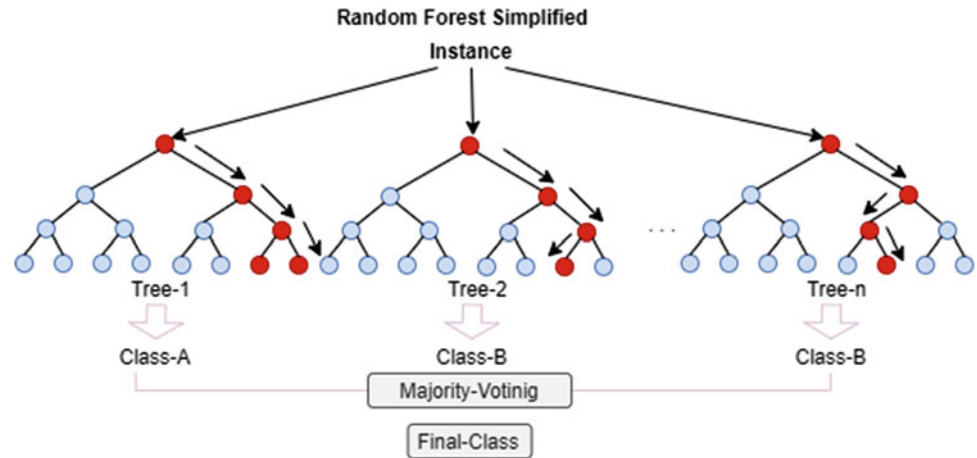 Random Forest Simplified
Instance
. . .
Tree-1 Tree-2 Tree-n
Class-A Class-B Class-B
Majority-Votinig
Final-Class